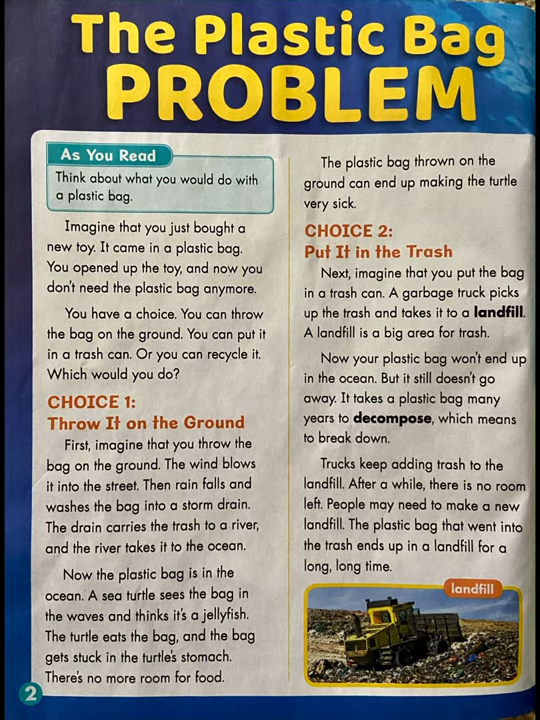 The Plastic Bag
PROBLEM
As You Read
Think about what you would do with
a plastic bag.
Imagine that you just bought a
new toy. It came in a plastic bag.
You opened up the toy, and now you
don't need the plastic bag anymore.
You have a choice. You can throw
the bag on the ground. You can put it
in a trash can. Or you can recycle it.
Which would you do?
CHOICE 1:
Throw It on the Ground
First, imagine that you throw the
bag on the ground. The wind blows
it into the street. Then rain falls and
washes the bag into a storm drain.
The drain carries the trash to a river,
and the river takes it to the ocean.
Now the plastic bag is in the
ocean. A sea turtle sees the bag in
the waves and thinks it's a jellyfish.
The turtle eats the bag, and the bag
gets stuck in the turtle's stomach.
There's no more room for food.
The plastic bag thrown on the
ground can end up making the turtle
very sick.
CHOICE 2:
Put It in the Trash
Next, imagine that you put the bag
in a trash can. A garbage truck picks
up the trash and takes it to a landfill.
A landfill is a big area for trash.
Now your plastic bag won't end up
in the ocean. But it still doesn't go
away. It takes a plastic bag many
years to decompose, which means
to break down.
Trucks keep adding trash to the
landfill. After a while, there is no room
left. People may need to make a new
landfill. The plastic bag that went into
the trash ends up in a landfill for a
long, long time.
landfill
2